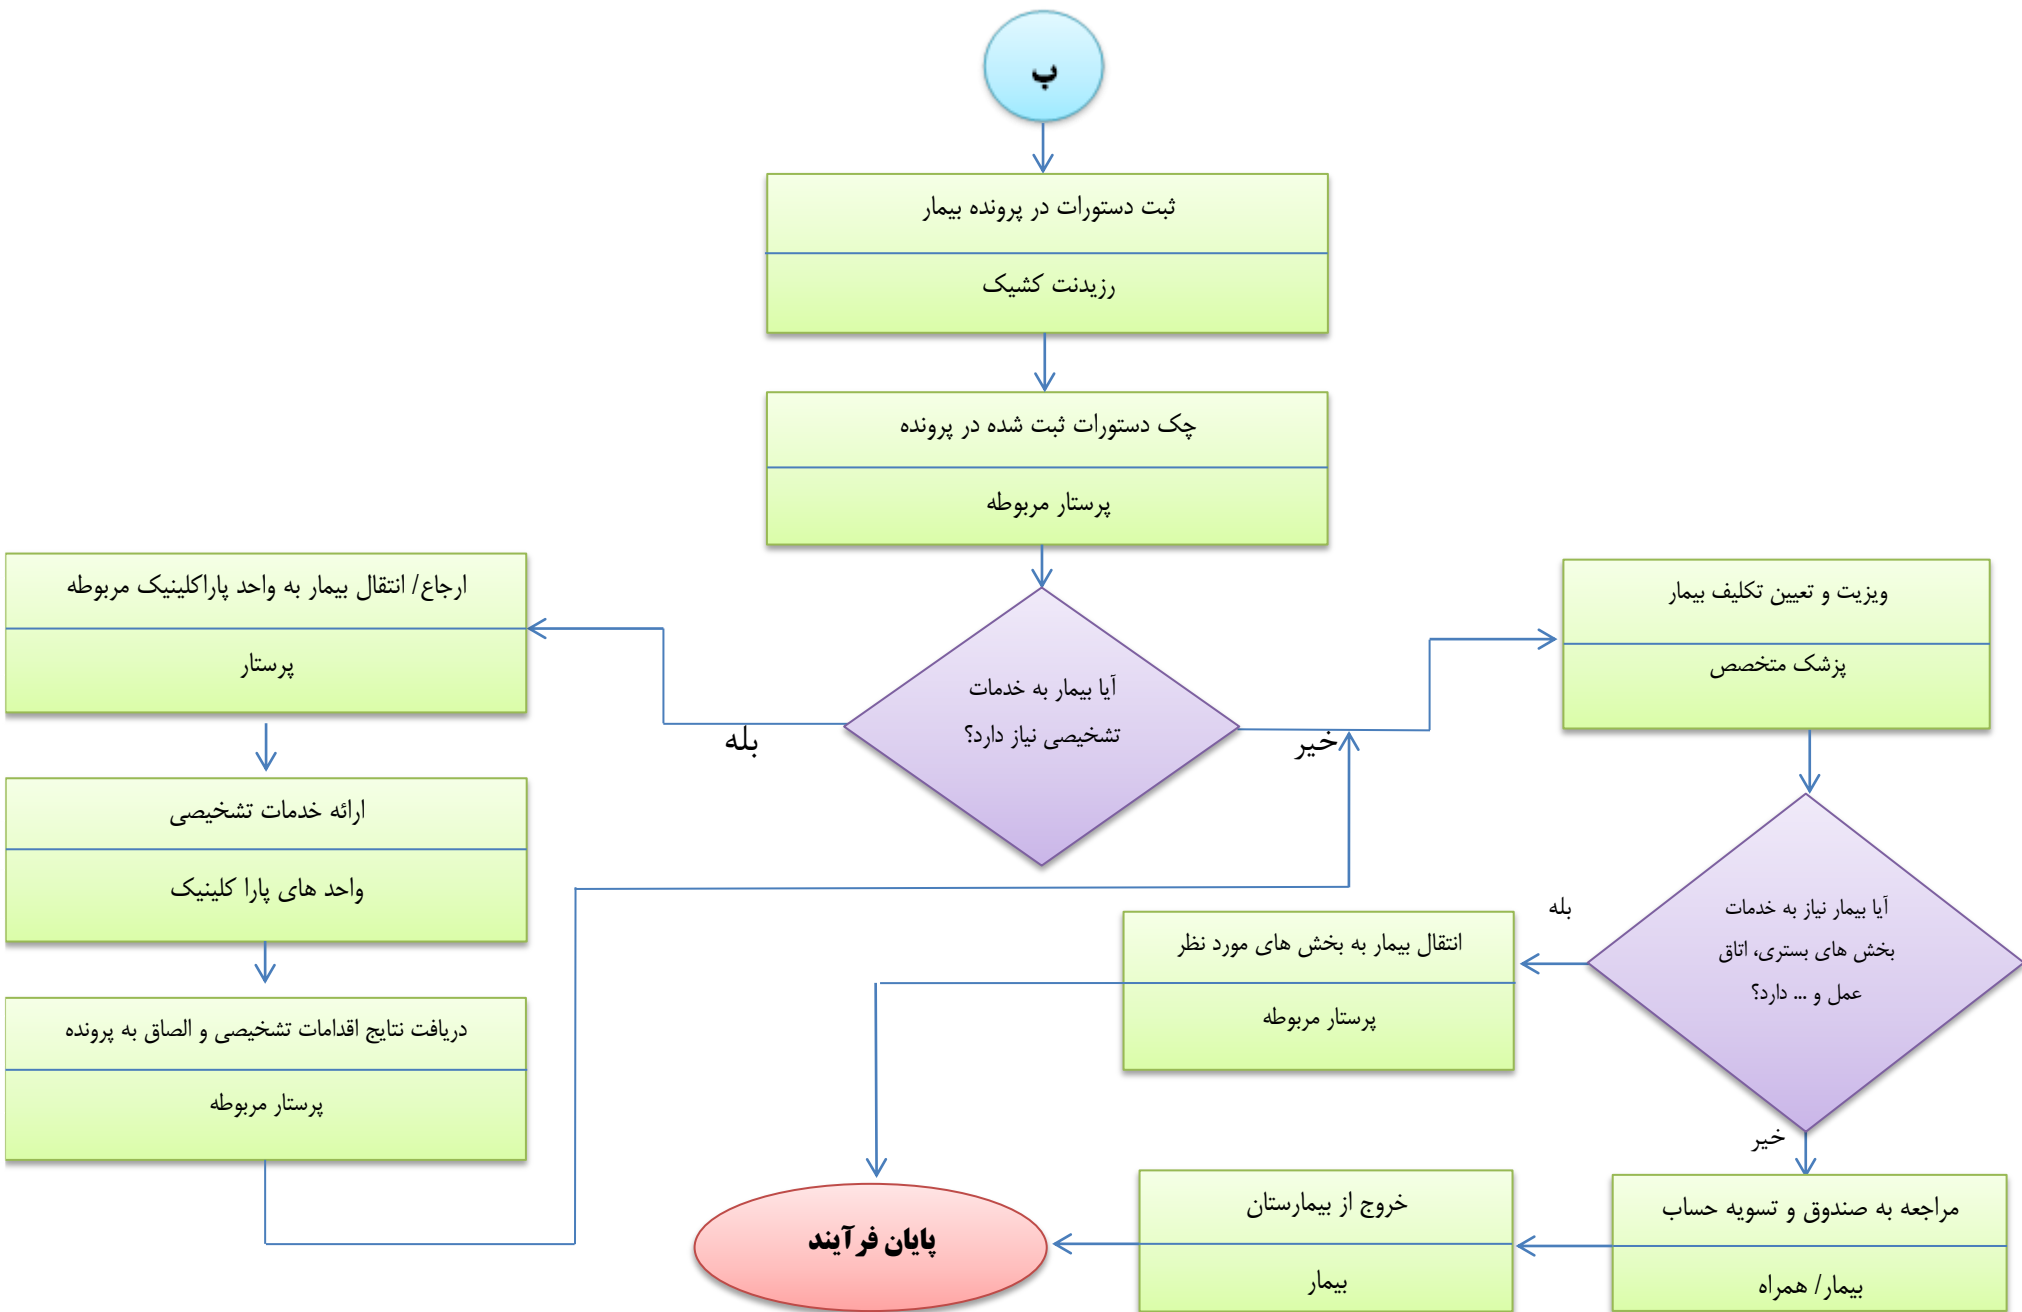 ب
ثبت دستورات در پرونده بیمار
رزیدنت کشیک
چک دستورات ثبت شده در پرونده
پرستار مربوطه
آیا بیمار به خدمات
تشخیصی نیاز دارد؟
بله
خیر
ارجاع/ انتقال بیمار به واحد پاراکلینیک مربوطه
پرستار
ارائه خدمات تشخیصی
واحد های پارا کلینیک
دریافت نتایج اقدامات تشخیصی و الصاق به پرونده
پرستار مربوطه
ویزیت و تعیین تکلیف بیمار
پزشک متخصص
آیا بیمار نیاز به خدمات
بخش های بستری، اتاق
عمل و ... دارد؟
بله
خیر
انتقال بیمار به بخش های مورد نظر
پرستار مربوطه
مراجعه به صندوق و تسویه حساب
بیمار/ همراه
خروج از بیمارستان
بیمار
پایان فرآیند